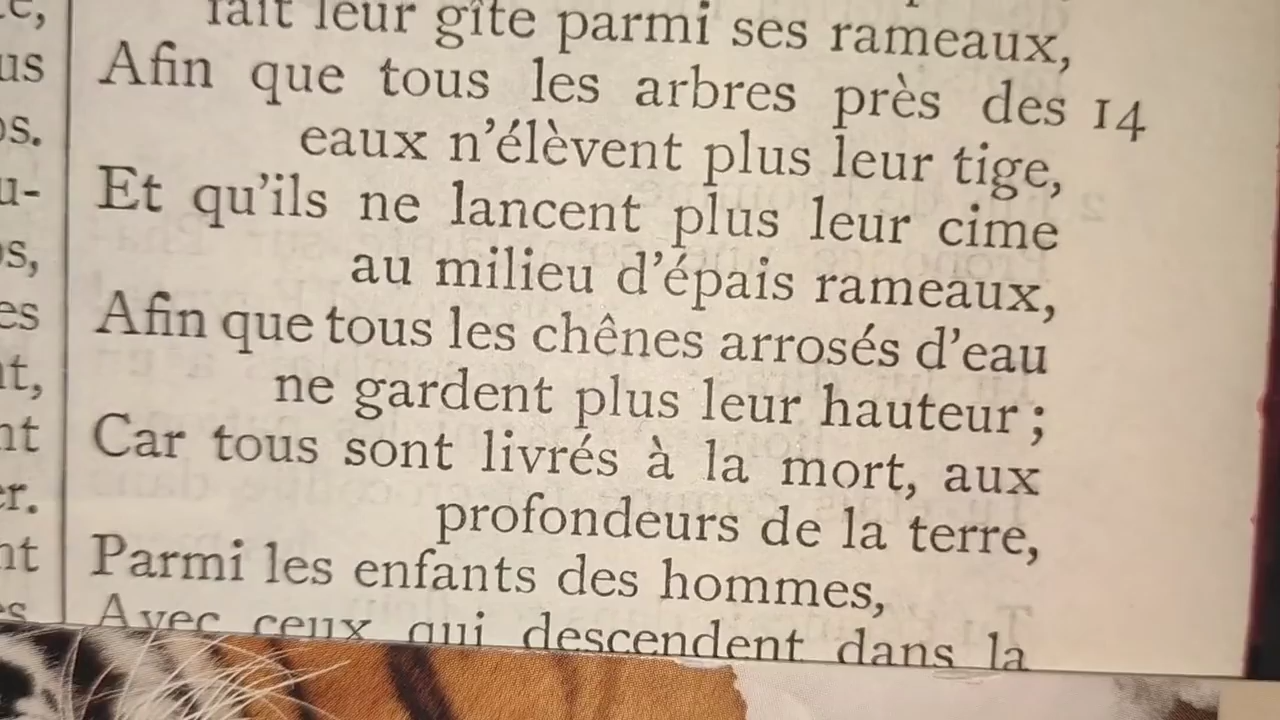 fait leur gîte parmi ses rameaux,
Afin que tous les arbres près des 14
eaux n'élèvent plus leur tige,
Et qu'ils ne lancent plus leur cime
au milieu d'épais rameaux,
Afin que tous les chênes arrosés d'eau
ne gardent plus leur hauteur ;
Car tous sont livrés à la mort, aux
profondeurs de la terre,
Parmi les enfants des hommes,
Avec ceux qui descendent dans la